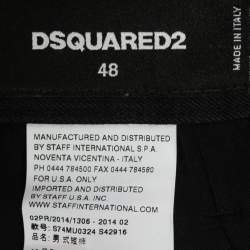 DSQUARED2
48
MADE IN ITALY
MANUFACTURED AND DISTRIBUTED
BY STAFF INTERNATIONAL S.P.A
NOVENTA VICENTINA - ITALY
PH 0444 784500 FAX 0444 784580
FOR U.S.A. ONLY
IMPORTED AND DISTRIBUTED
BY STAFF USA INC.
WWW.STAFFINTERNATIONAL.COM
02PR/2014/1306 - 2014 02
款号: S74MU0324 S42916
品名: 男式短裤